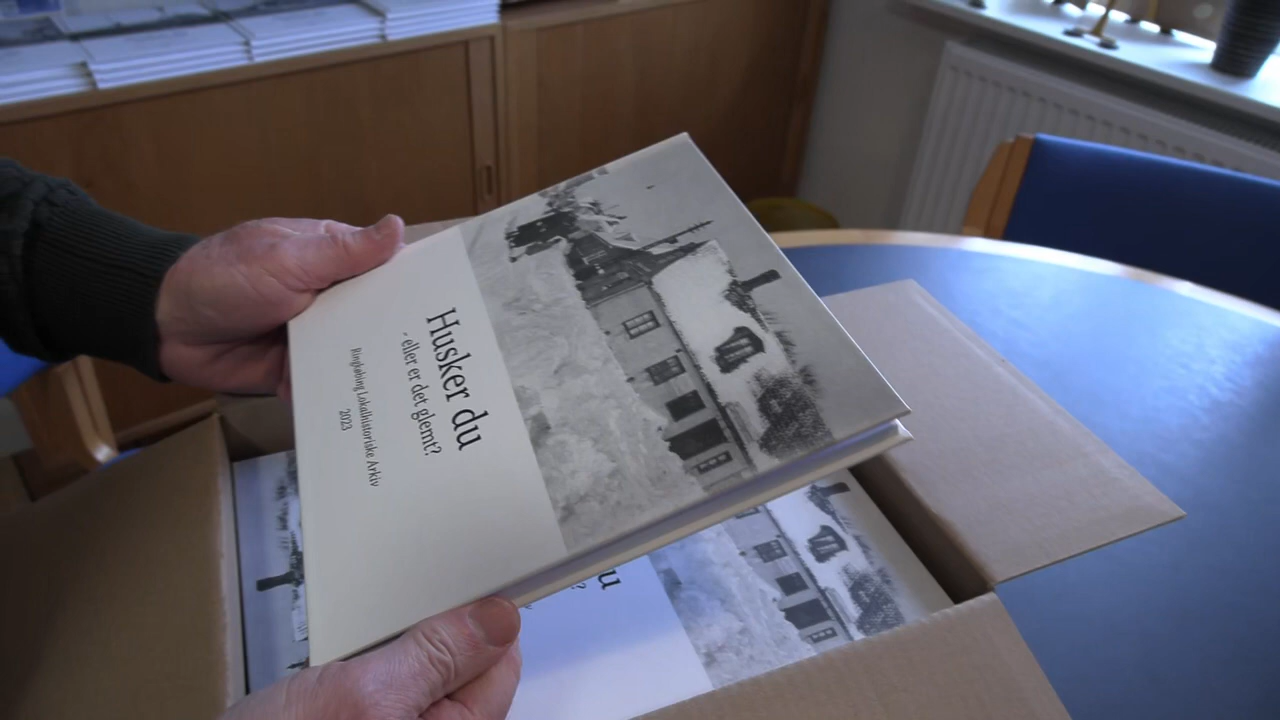 Husker du
- eller er det glemt?
Ringkøbing Lokalhistoriske Arkiv
2023
u
?